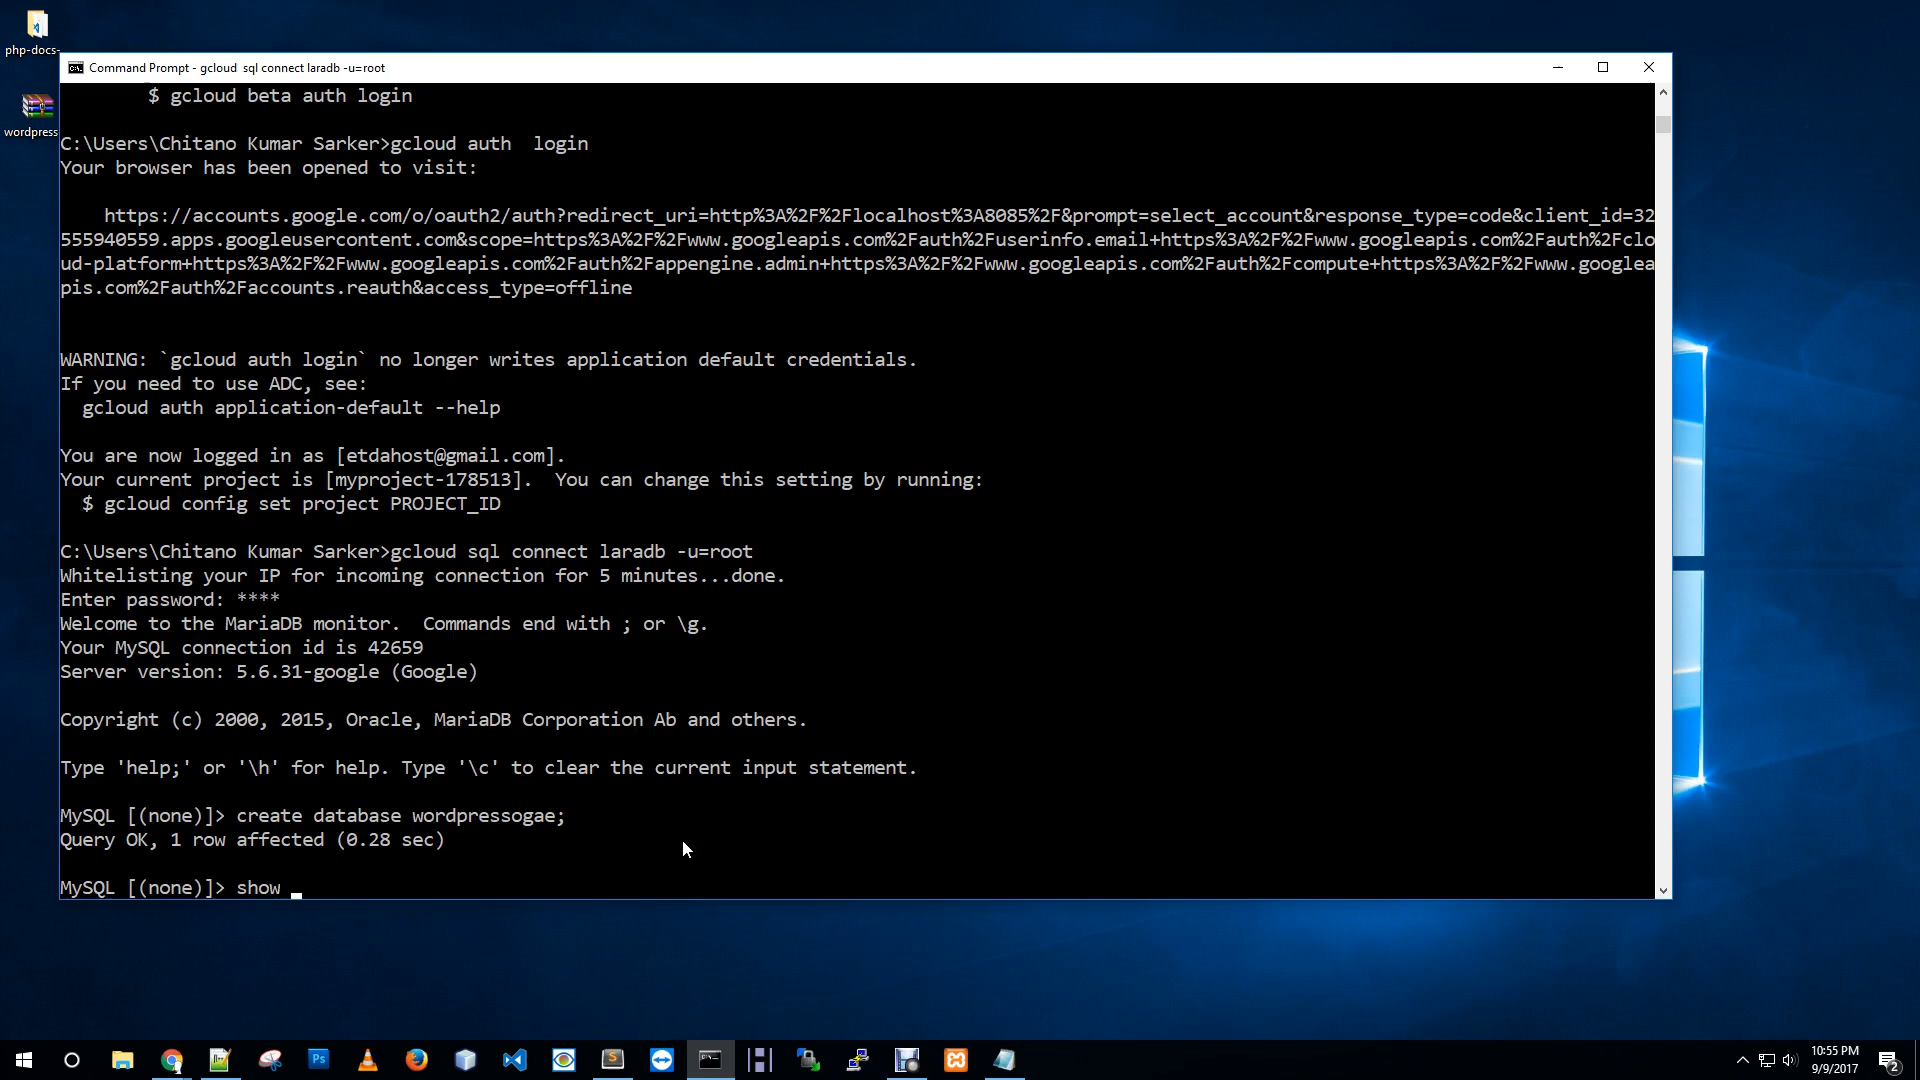 php-docs-
wordpress
Command Prompt - gcloud  sql connect laradb -u=root
$ gcloud beta auth login
C:\Users\Chitano Kumar Sarker>gcloud auth  login
Your browser has been opened to visit:
https://accounts.google.com/o/oauth2/auth?redirect_uri=http%3A%2F%2Flocalhost%3A8085%2F&prompt=select_account&response_type=code&client_id=32
555940559.apps.googleusercontent.com&scope=https%3A%2F%2Fwww.googleapis.com%2Fauth%2Fuserinfo.email+https%3A%2F%2Fwww.googleapis.com%2Fauth%2Fclo
ud-platform+https%3A%2F%2Fwww.googleapis.com%2Fauth%2Fappengine.admin+https%3A%2F%2Fwww.googleapis.com%2Fauth%2Fcompute+https%3A%2F%2Fwww.googlea
pis.com%2Fauth%2Faccounts.reauth&access_type=offline
WARNING: `gcloud auth login` no longer writes application default credentials.
If you need to use ADC, see:
gcloud auth application-default --help
You are now logged in as [etdahost@gmail.com].
Your current project is [myproject-178513].  You can change this setting by running:
$ gcloud config set project PROJECT_ID
C:\Users\Chitano Kumar Sarker>gcloud sql connect laradb -u=root
Whitelisting your IP for incoming connection for 5 minutes...done.
Enter password: ****
Welcome to the MariaDB monitor.  Commands end with ; or \g.
Your MySQL connection id is 42659
Server version: 5.6.31-google (Google)
Copyright (c) 2000, 2015, Oracle, MariaDB Corporation Ab and others.
Type 'help;' or '\h' for help. Type '\c' to clear the current input statement.
MySQL [(none)]> create database wordpressogae;
Query OK, 1 row affected (0.28 sec)
MySQL [(none)]> show
10:55 PM
9/9/2017
2